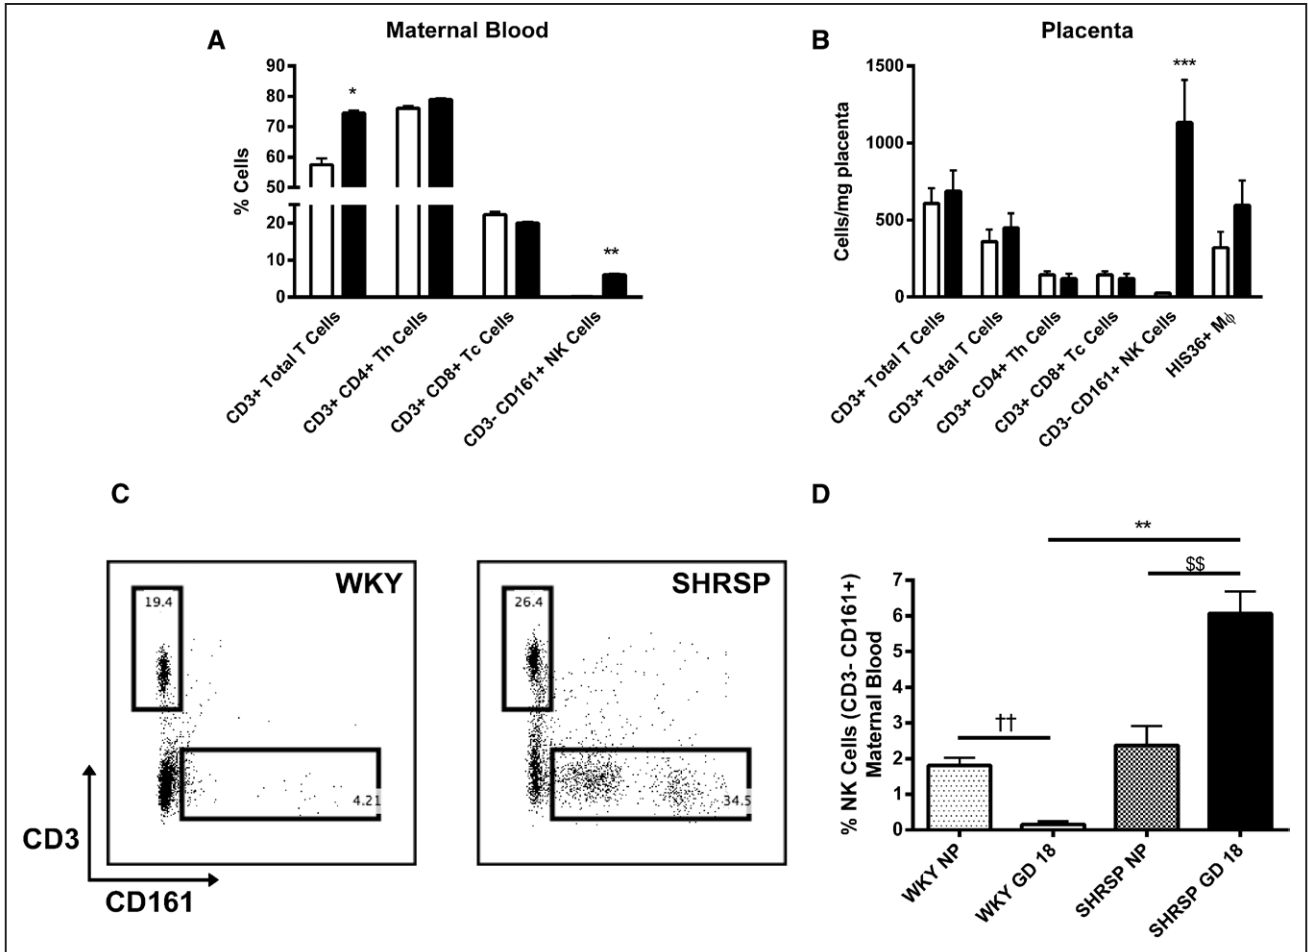 A
Maternal Blood
% Cells
90
80
70
60
50
20
10
0
*
**
CD3+ Total T Cells
CD3+ CD4+ Th Cells
CD3+ CD8+ Tc Cells
CD3- CD161+ NK Cells
B
Placenta
Cells/mg placenta
1500
1000
500
0
***
CD3+ Total T Cells
CD3+ Total T Cells
CD3+ CD4+ Th Cells
CD3+ CD8+ Tc Cells
CD3- CD161+ NK Cells
HIS36+ Mϕ
C
WKY
19.4
4.21
SHRSP
26.4
34.5
CD3
CD161
D
% NK Cells (CD3- CD161+)
Maternal Blood
7
6
5
4
3
2
1
0
**
$$
††
WKY NP
WKY GD 18
SHRSP NP
SHRSP GD 18